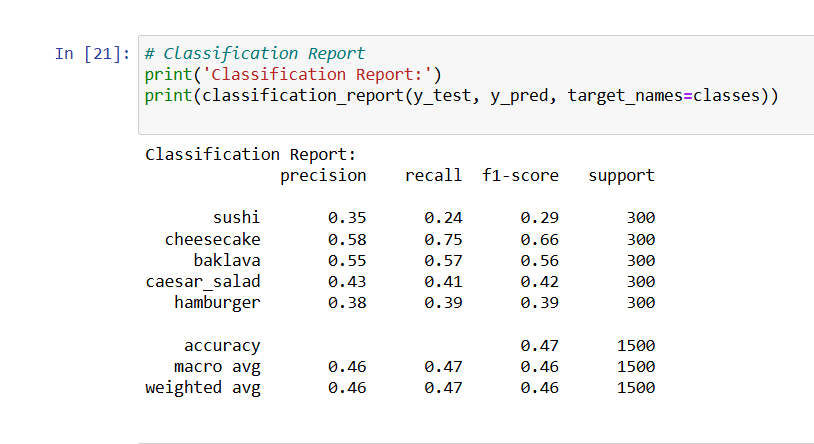 In [21]: # Classification Report
print('Classification Report:')
print(classification_report(y_test, y_pred, target_names=classes))
Classification Report:
precision recall f1-score support
sushi 0.35 0.24 0.29 300
cheesecake 0.58 0.75 0.66 300
baklava 0.55 0.57 0.56 300
caesar_salad 0.43 0.41 0.42 300
hamburger 0.38 0.39 0.39 300
accuracy 0.47 1500
macro avg 0.46 0.47 0.46 1500
weighted avg 0.46 0.47 0.46 1500